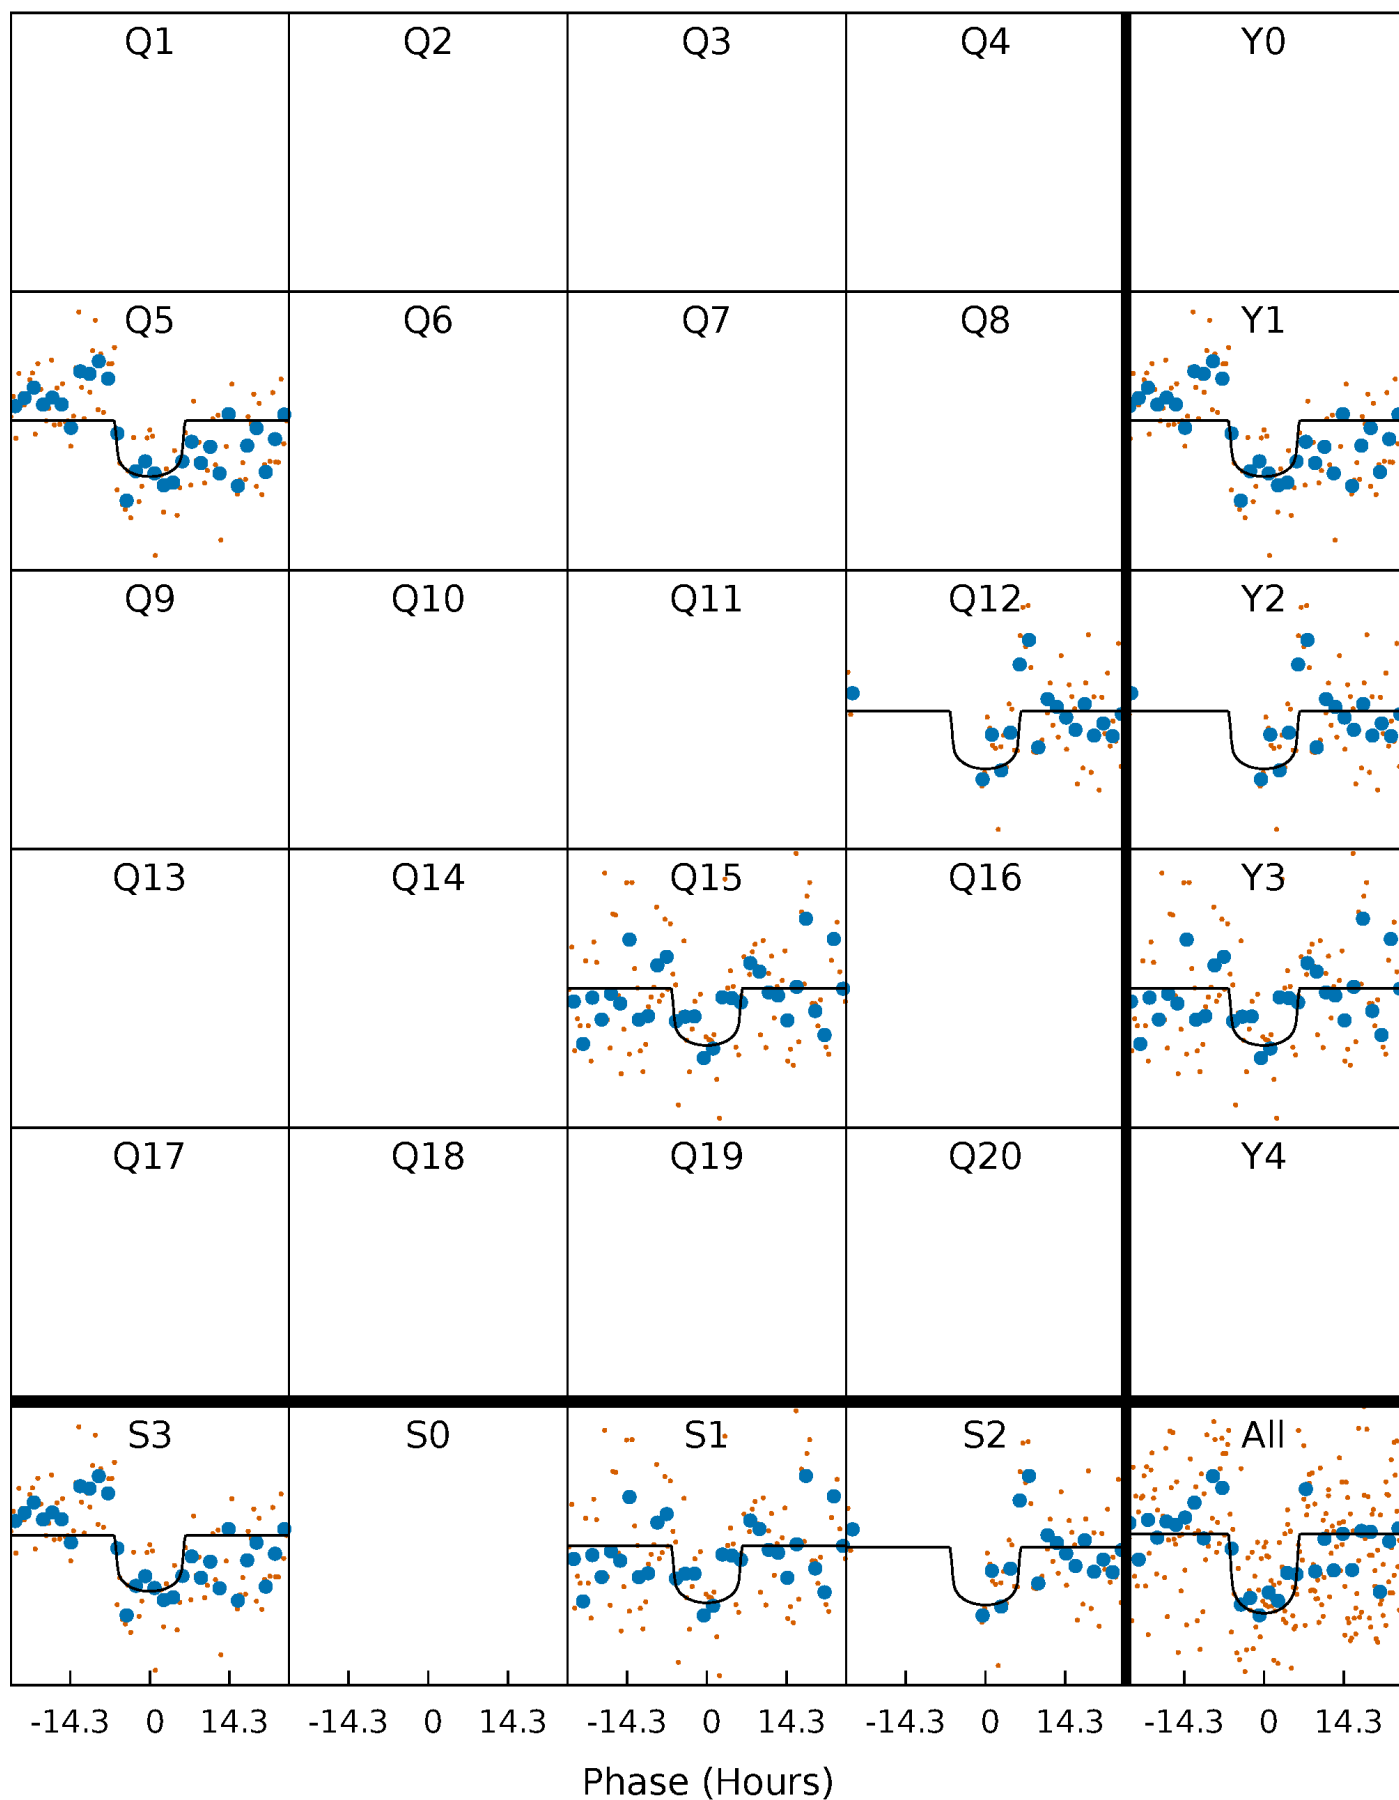 Q1 Q2 Q3 Q4 Y0
Q5 Q6 Q7 Q8 Y1
Q9 Q10 Q11 Q12 Y2
Q13 Q14 Q15 Q16 Y3
Q17 Q18 Q19 Q20 Y4
S3 S0 S1 S2 All
-14.3 0 14.3 -14.3 0 14.3 -14.3 0 14.3 -14.3 0 14.3 -14.3 0 14.3
Phase (Hours)